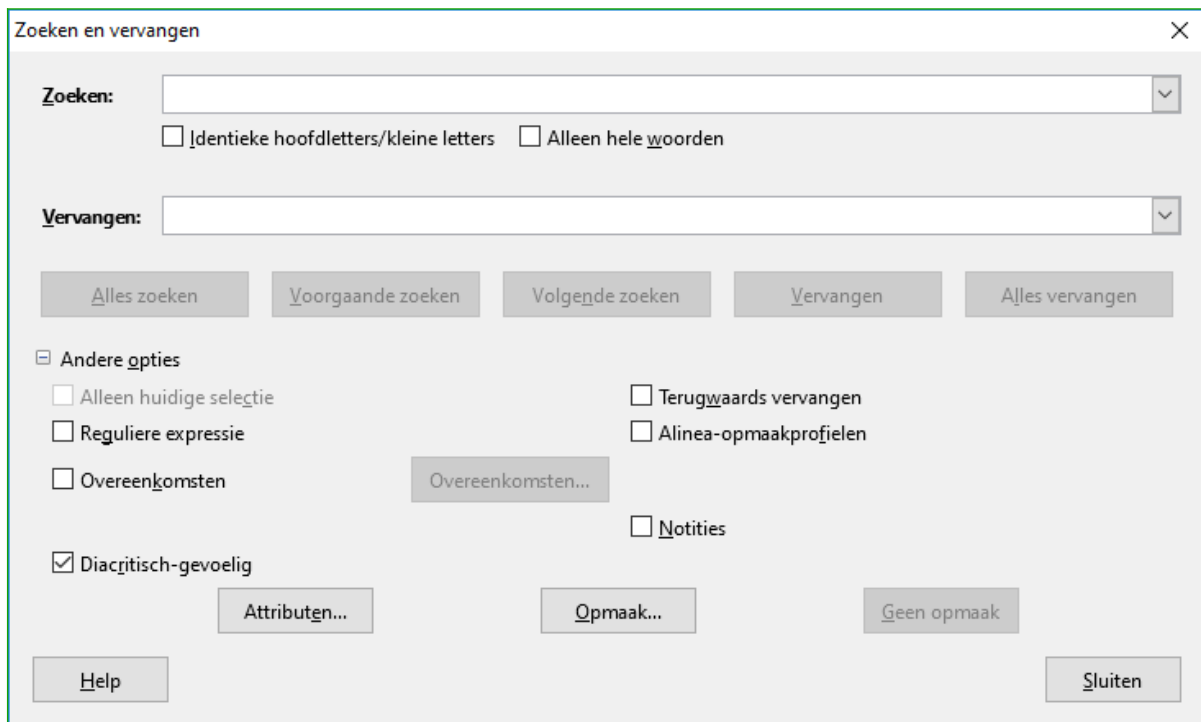 Zoeken en vervangen
Zoeken:
Identieke hoofdletters/kleine letters Alleen hele woorden
Vervangen:
Alles zoeken Voorgaande zoeken Volgende zoeken Vervangen Alles vervangen
Andere opties
Alleen huidige selectie Terugwaards vervangen
Reguliere expressie Alinea-opmaakprofielen
Overeenkomsten Overeenkomsten...
Notities
Diacritisch-gevoelig
Attributen... Opmaak... Geen opmaak
Help Sluiten